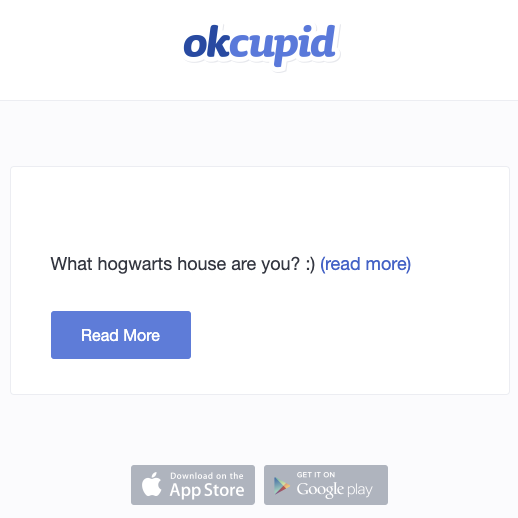 okcupid
What hogwarts house are you? :) (read more)
Read More
Download on the
App Store
GET IT ON
Google play